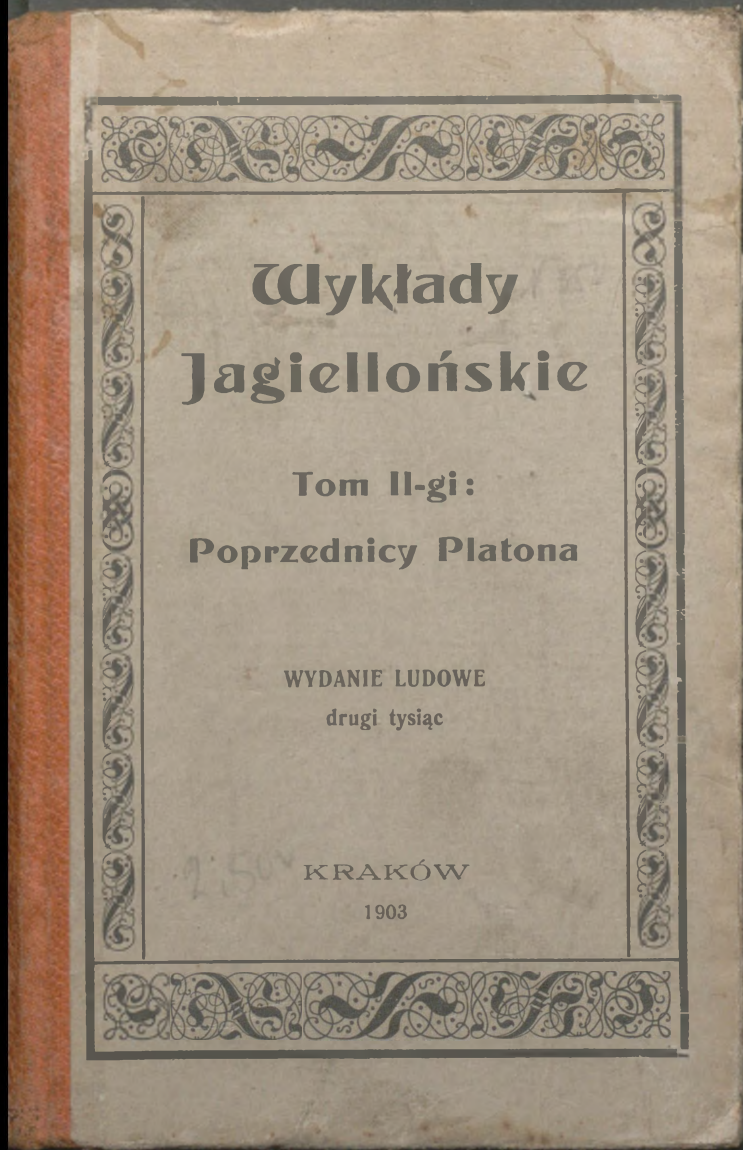 Wykłady
Jagiellońskie
Tom II-gi:
Poprzednicy Platona
WYDANIE LUDOWE
drugi tysiąc
KRAKÓW
1903